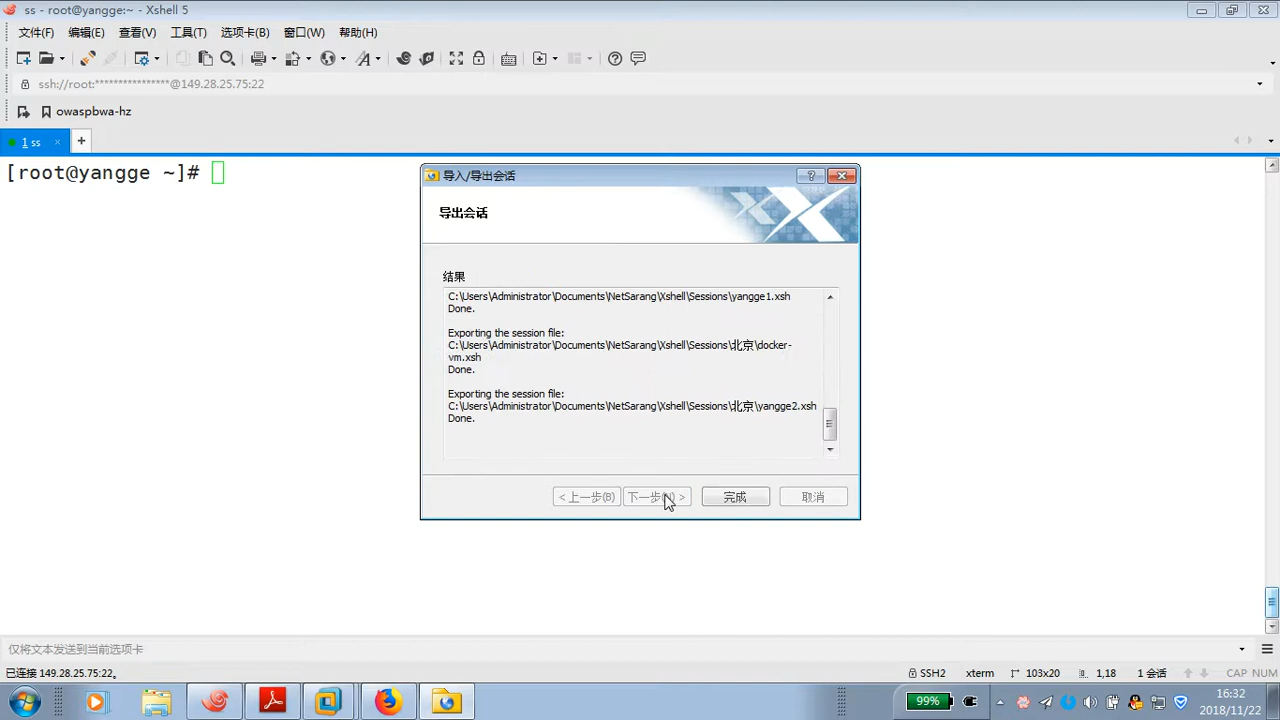 ss - root@yangge:~ - Xshell 5
文件(F) 编辑(E) 查看(V) 工具(T) 选项卡(B) 窗口(W) 帮助(H)
ssh://root:****************@149.28.25.75:22
owaspbwa-hz
1 ss × +
[root@yangge ~]#
导入/导出会话
导出会话
结果
C:\Users\Administrator\Documents\NetSarang\Xshell\Sessions\yangge1.xsh
Done.
Exporting the session file:
C:\Users\Administrator\Documents\NetSarang\Xshell\Sessions\北京\docker-
vm.xsh
Done.
Exporting the session file:
C:\Users\Administrator\Documents\NetSarang\Xshell\Sessions\北京\yangge2.xsh
Done.
< 上一步(B) 下一步(N) > 完成 取消
仅将文本发送到当前选项卡
已连接 149.28.25.75:22。 SSH2 xterm 103x20 1,18 1 会话 CAP NUM
99% 16:32
2018/11/22